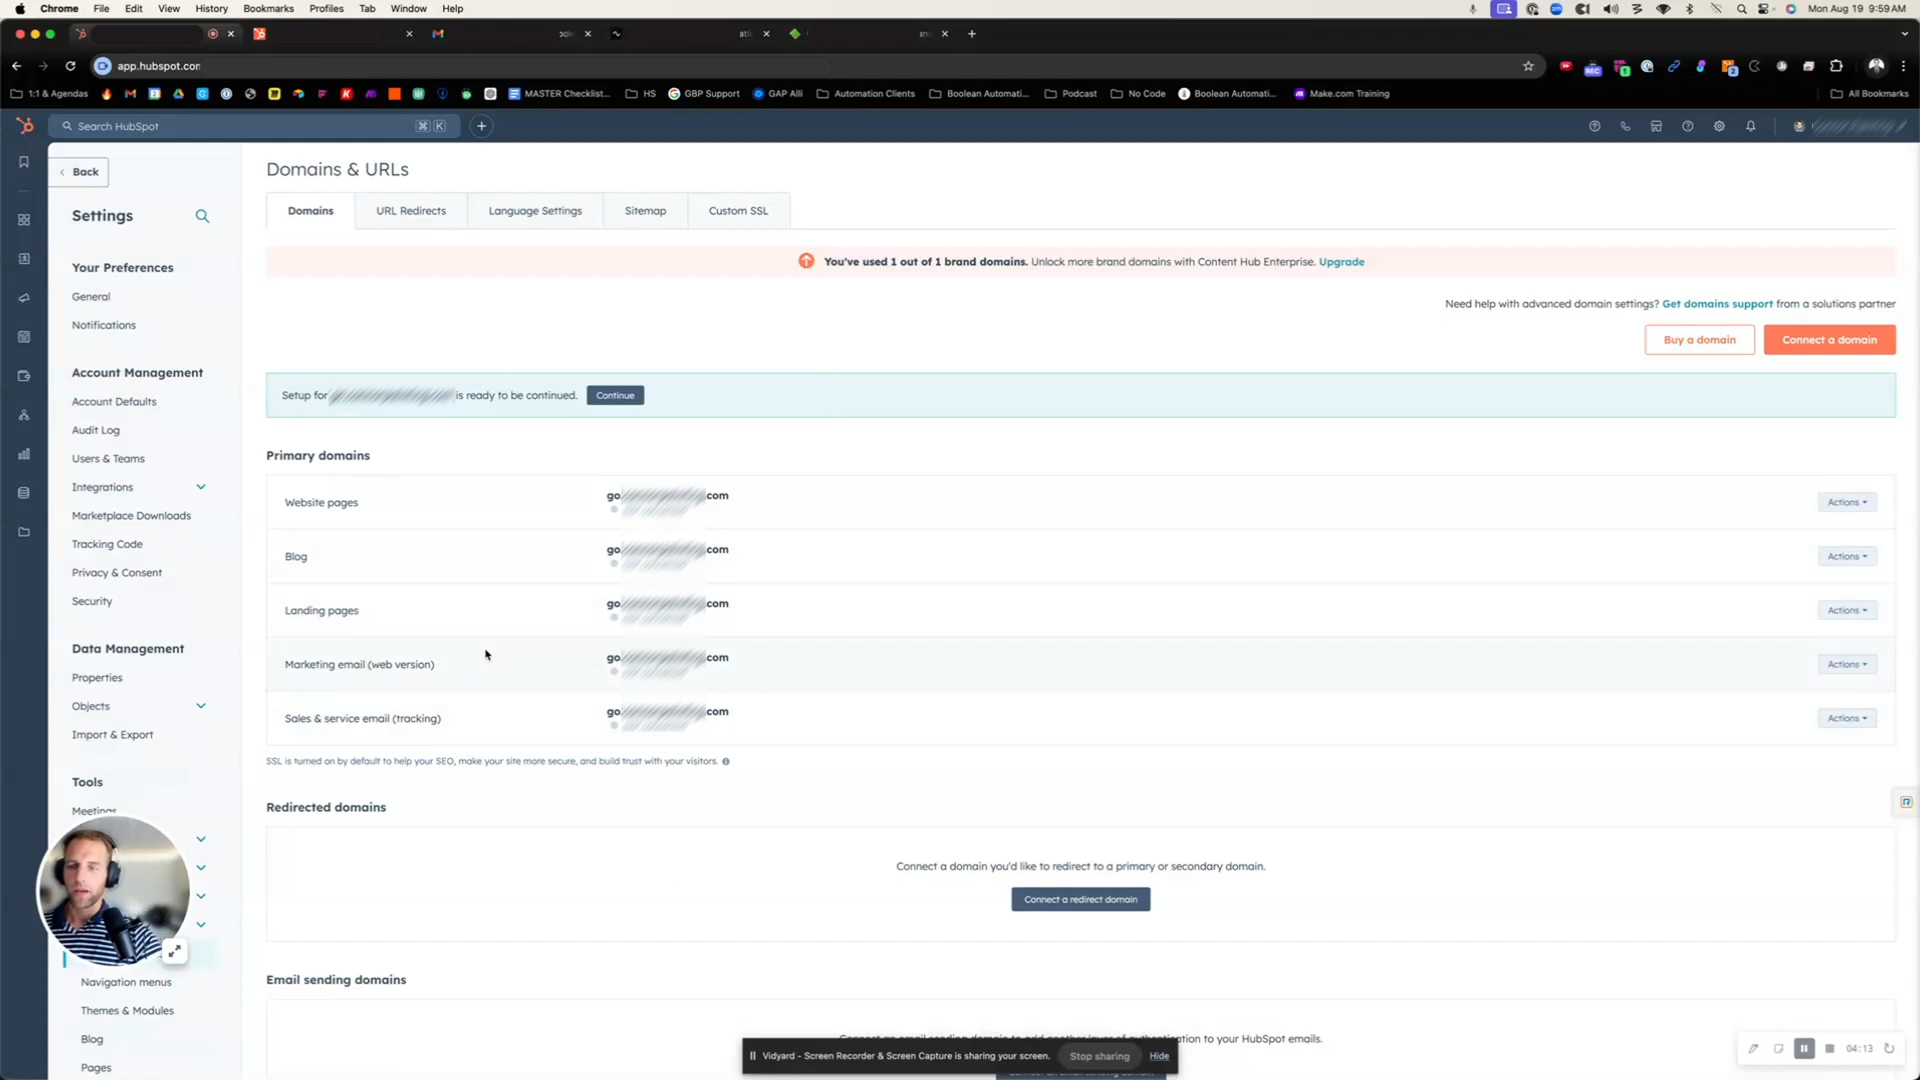 Chrome File Edit View History Bookmarks Profiles Tab Window Help Mon Aug 19 9:59 AM
app.hubspot.con
1:1 & Agendas MASTER Checklist... HS GBP Support GAP Alli Automation Clients Boolean Automati... Podcast No Code Boolean Automati... Make.com Training All Bookmarks
Search HubSpot ⌘ K
Back
Settings
Your Preferences
General
Notifications
Account Management
Account Defaults
Audit Log
Users & Teams
Integrations
Marketplace Downloads
Tracking Code
Privacy & Consent
Security
Data Management
Properties
Objects
Import & Export
Tools
Meetings
Navigation menus
Themes & Modules
Blog
Pages
Domains & URLs
Domains URL Redirects Language Settings Sitemap Custom SSL
You've used 1 out of 1 brand domains. Unlock more brand domains with Content Hub Enterprise. Upgrade
Need help with advanced domain settings? Get domains support from a solutions partner
Buy a domain Connect a domain
Setup for is ready to be continued. Continue
Primary domains
Website pages go. com Actions
Blog go. com Actions
Landing pages go. com Actions
Marketing email (web version) go. com Actions
Sales & service email (tracking) go. com Actions
SSL is turned on by default to help your SEO, make your site more secure, and build trust with your visitors.
Redirected domains
Connect a domain you'd like to redirect to a primary or secondary domain.
Connect a redirect domain
Email sending domains
Connect an email sending domain to add another layer of authentication to your HubSpot emails.
Vidyard - Screen Recorder & Screen Capture is sharing your screen. Stop sharing Hide
04:13